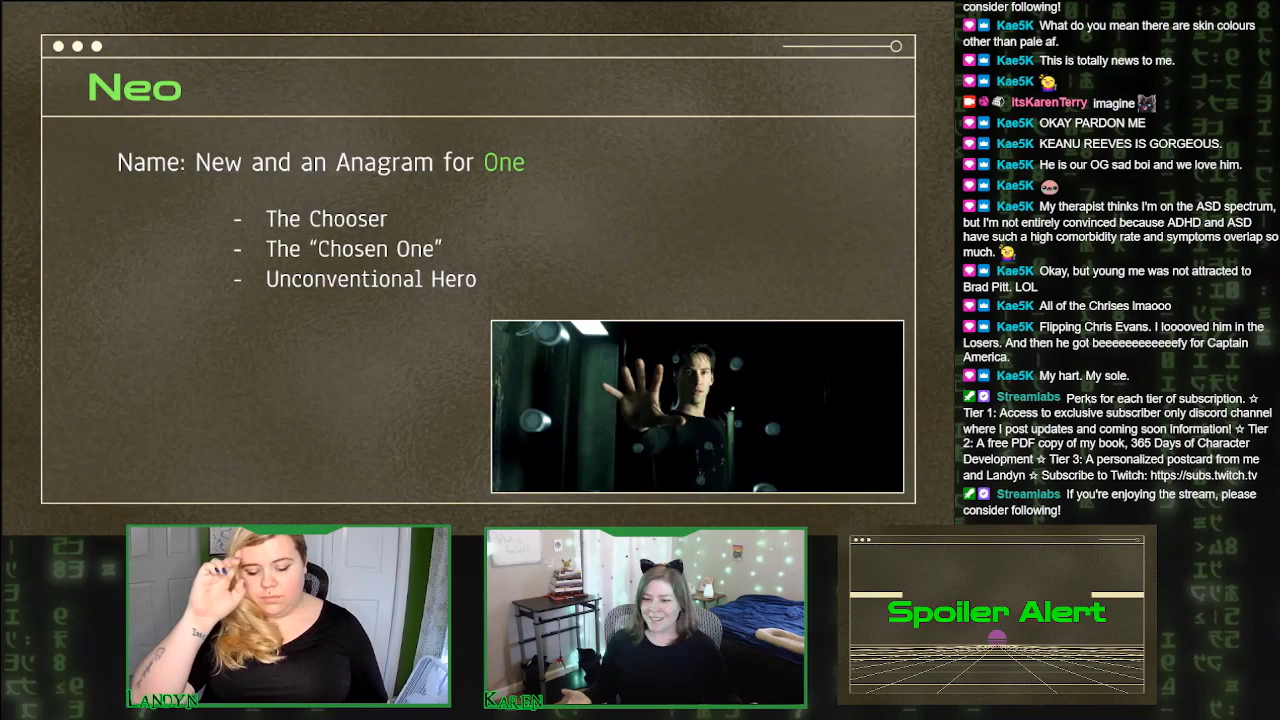 Neo
Name: New and an Anagram for One
- The Chooser
- The “Chosen One”
- Unconventional Hero
consider following!
Kae5K What do you mean there are skin colours
other than pale af.
Kae5K This is totally news to me.
Kae5K
itsKarenTerry imagine
Kae5K OKAY PARDON ME
Kae5K KEANU REEVES IS GORGEOUS.
Kae5K He is our OG sad boi and we love him.
Kae5K
Kae5K My therapist thinks I'm on the ASD spectrum,
but I'm not entirely convinced because ADHD and ASD
have such a high comorbidity rate and symptoms overlap so
much.
Kae5K Okay, but young me was not attracted to
Brad Pitt. LOL
Kae5K All of the Chrises lmaooo
Kae5K Flipping Chris Evans. I looooved him in the
Losers. And then he got beeeeeeeeeeeefy for Captain
America.
Kae5K My hart. My sole.
Streamlabs Perks for each tier of subscription. ☆
Tier 1: Access to exclusive subscriber only discord channel
where I post updates and coming soon information! ☆ Tier
2: A free PDF copy of my book, 365 Days of Character
Development ☆ Tier 3: A personalized postcard from me
and Landyn ☆ Subscribe to Twitch: https://subs.twitch.tv
Streamlabs If you're enjoying the stream, please
consider following!
Landyn
Karen
Spoiler Alert